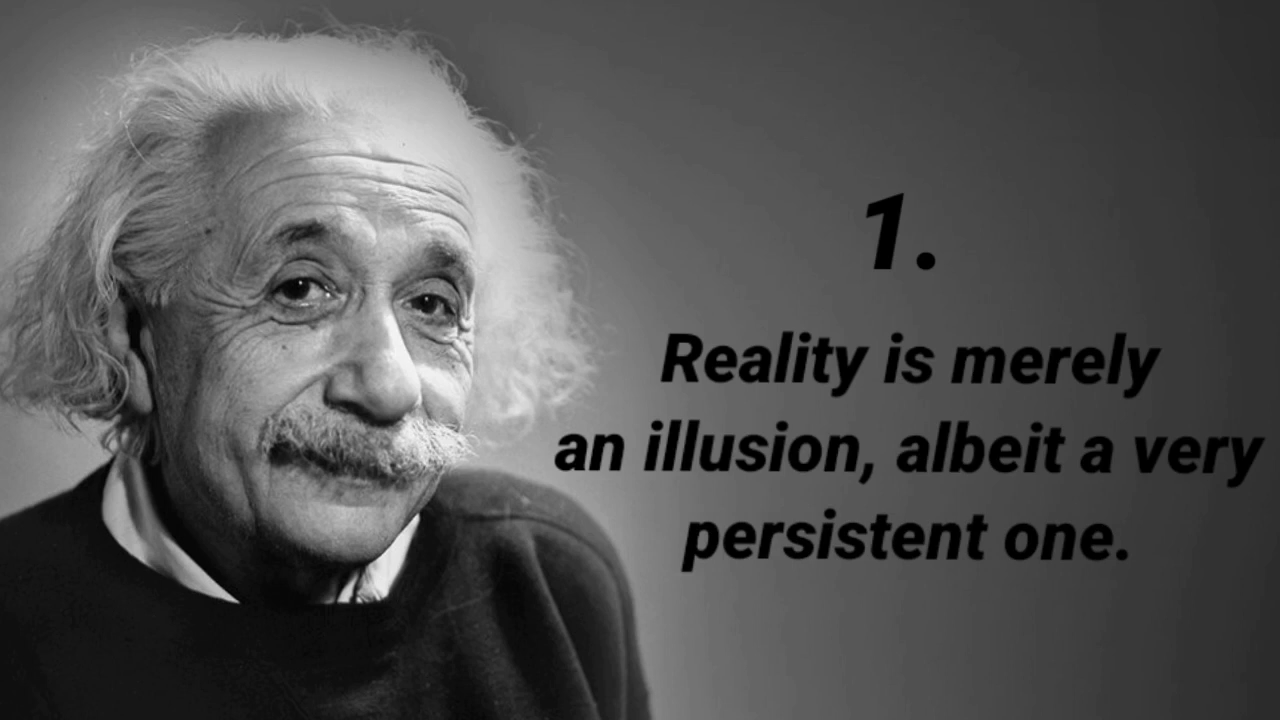 1.
Reality is merely
an illusion, albeit a very
persistent one.